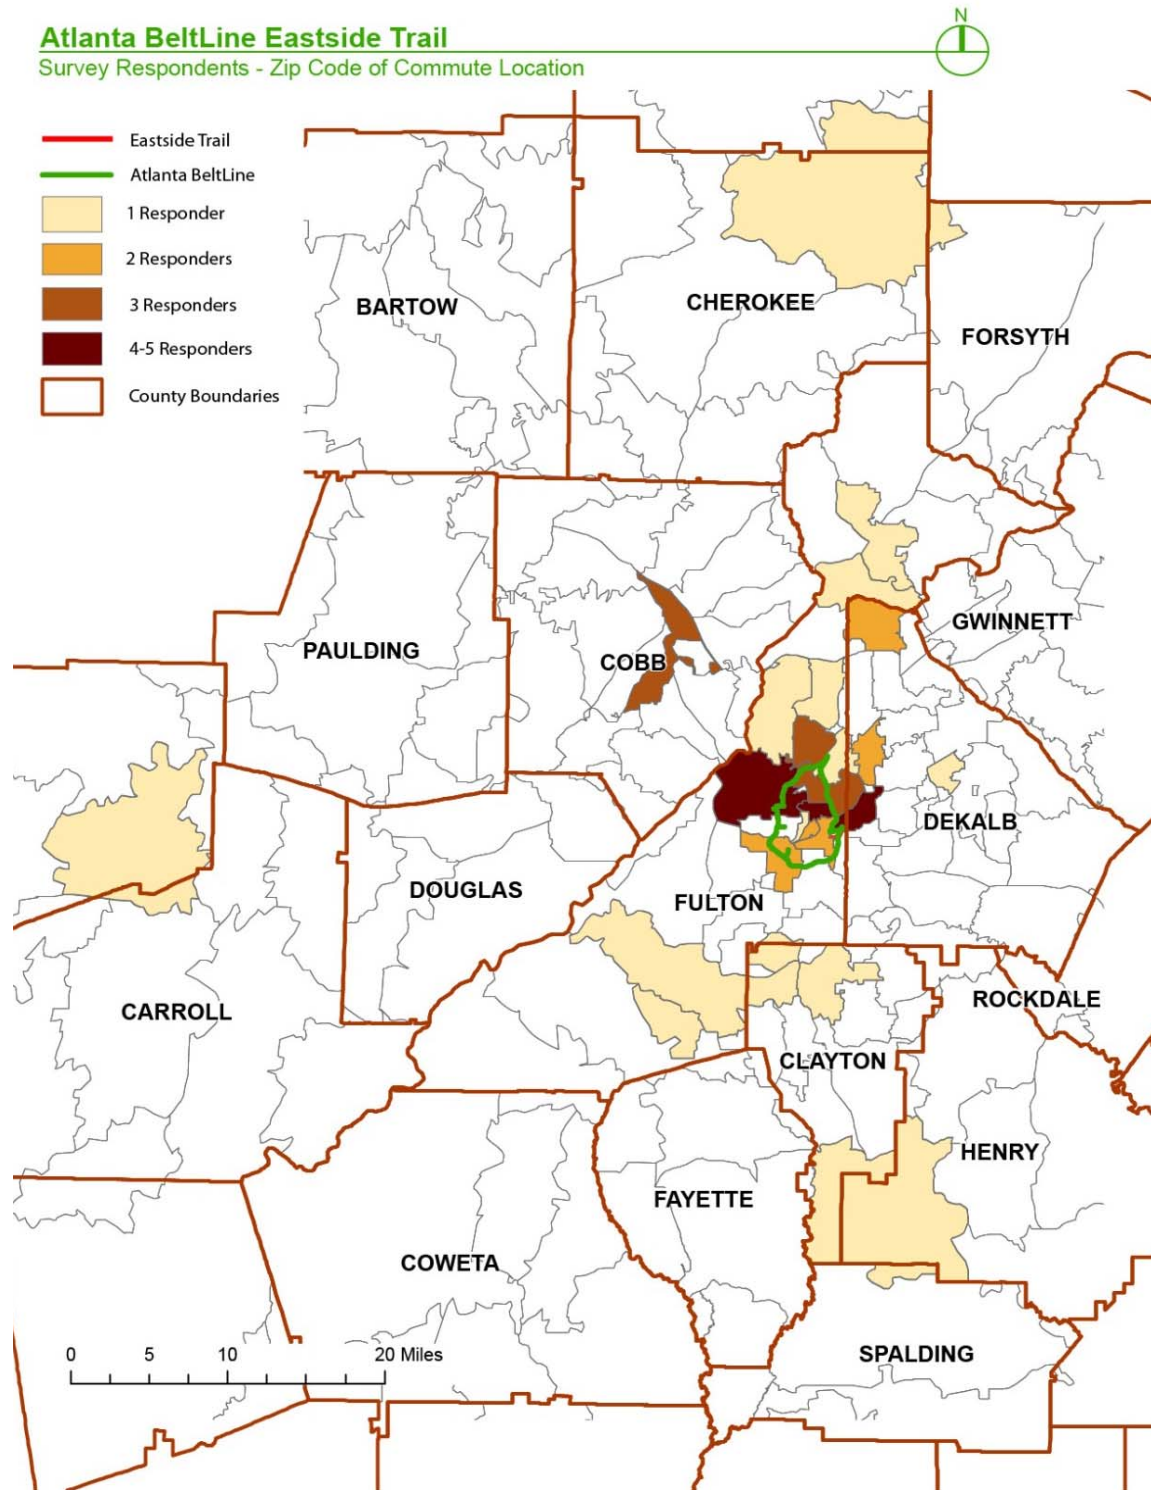 Atlanta BeltLine Eastside Trail
N
Survey Respondents - Zip Code of Commute Location
Eastside Trail
Atlanta BeltLine
1 Responder
2 Responders
3 Responders
4-5 Responders
County Boundaries
BARTOW
CHEROKEE
FORSYTH
GWINNETT
PAULDING
COBB
DEKALB
DOUGLAS
FULTON
ROCKDALE
CARROLL
CLAYTON
HENRY
FAYETTE
COWETA
SPALDING
0 5 10 20 Miles